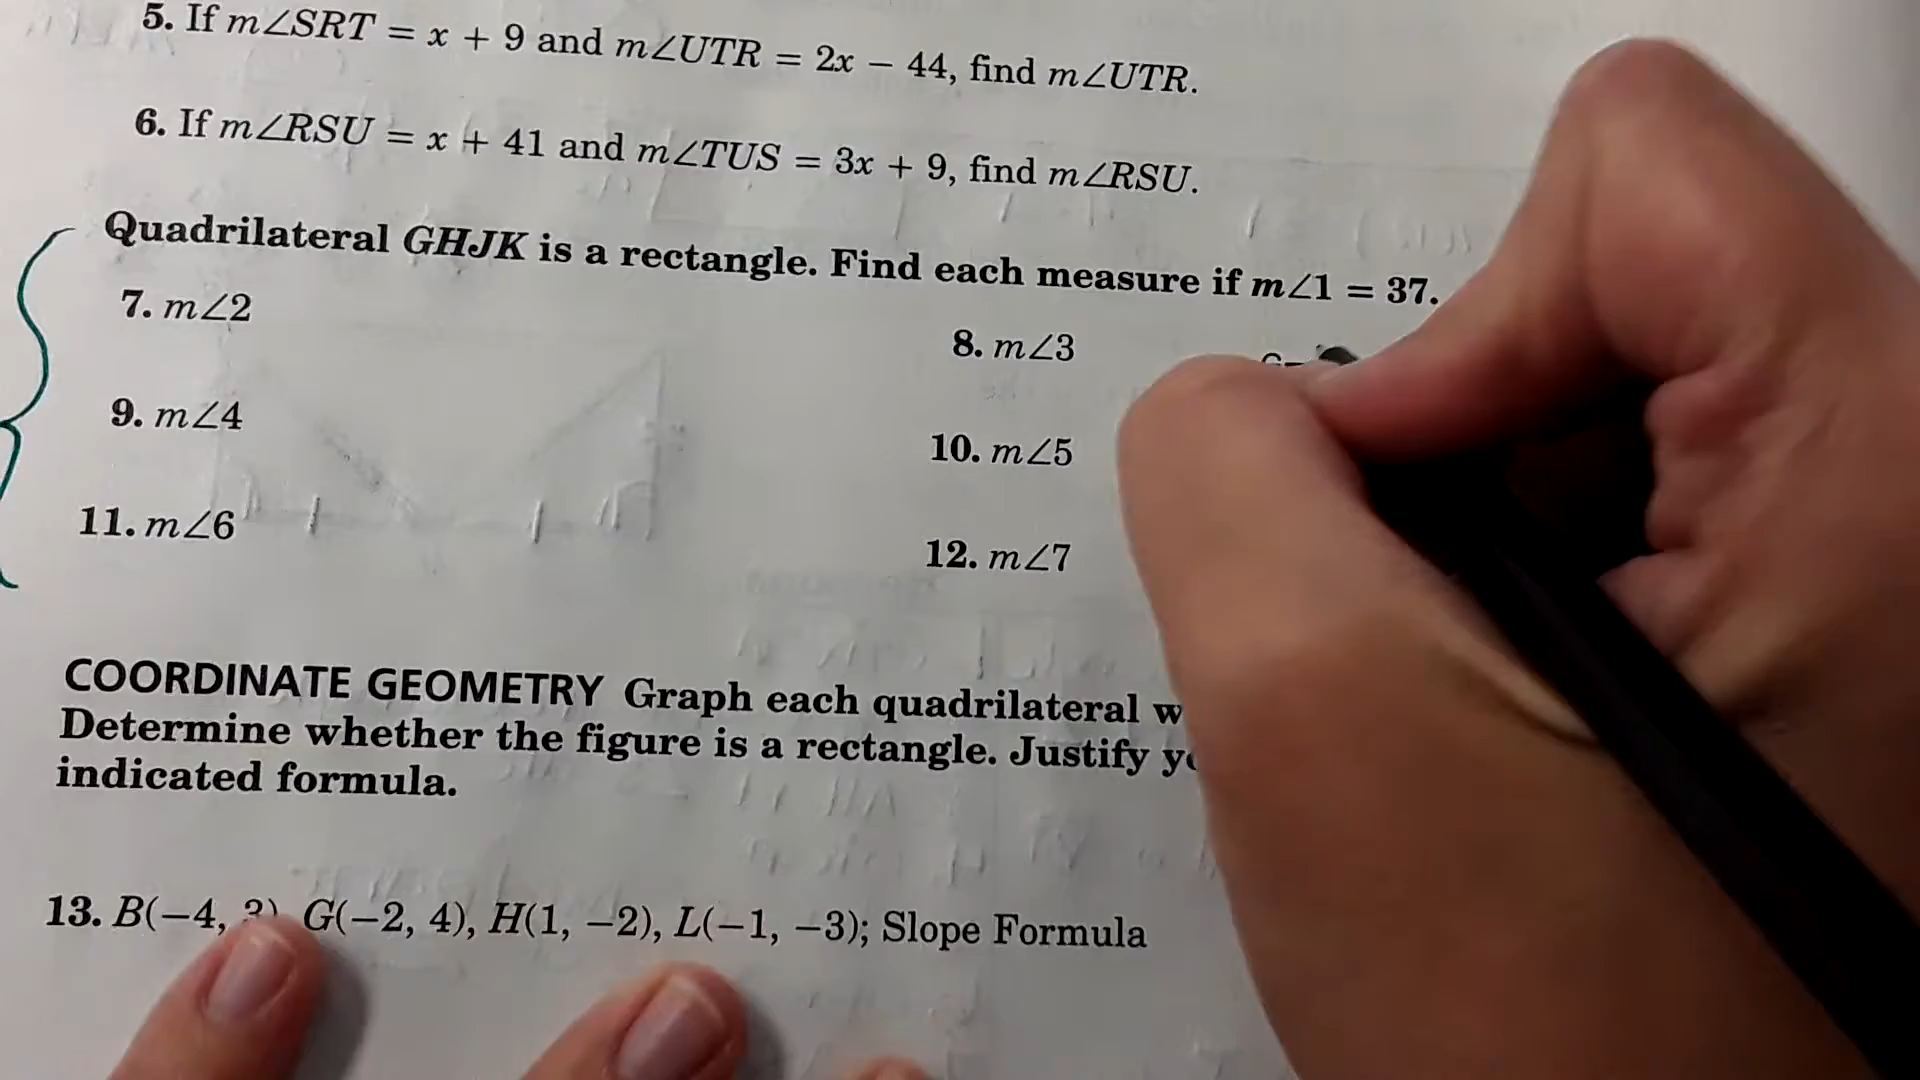 5. If m∠SRT = x + 9 and m∠UTR = 2x − 44, find m∠UTR.
6. If m∠RSU = x + 41 and m∠TUS = 3x + 9, find m∠RSU.
Quadrilateral GHJK is a rectangle. Find each measure if m∠1 = 37.
7. m∠2
8. m∠3
G
9. m∠4
10. m∠5
11. m∠6
12. m∠7
COORDINATE GEOMETRY Graph each quadrilateral
Determine whether the figure is a rectangle. Justify
indicated formula.
13. B(−4, 3), G(−2, 4), H(1, −2), L(−1, −3); Slope Formula